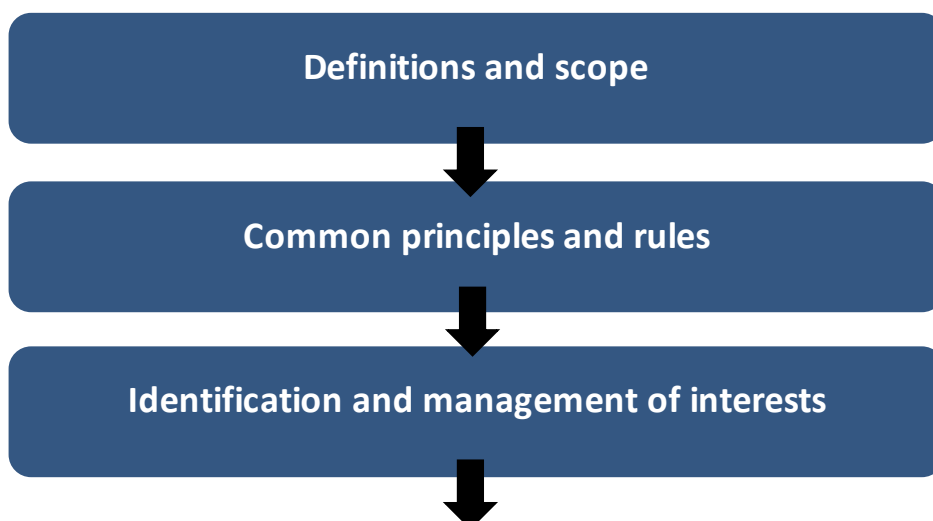 Definitions and scope
Common principles and rules
Identification and management of interests